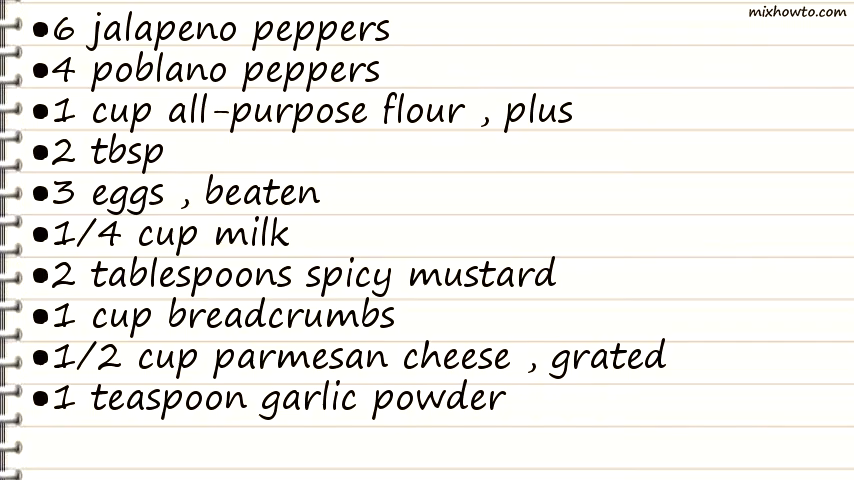 mixhowto.com
•6 jalapeno peppers
•4 poblano peppers
•1 cup all-purpose flour , plus
•2 tbsp
•3 eggs , beaten
•1/4 cup milk
•2 tablespoons spicy mustard
•1 cup breadcrumbs
•1/2 cup parmesan cheese , grated
•1 teaspoon garlic powder